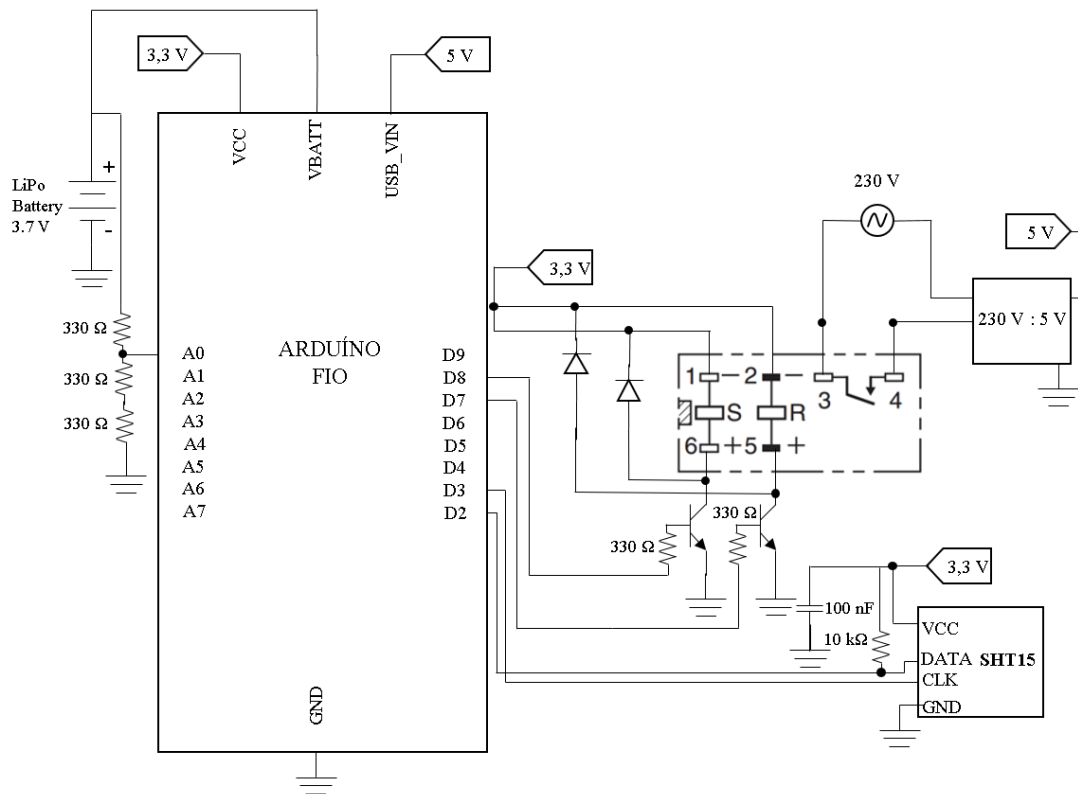 3,3 V
5 V
VCC
VBATT
USB_VIN
LiPo
Battery
3.7 V
+
-
230 V
5 V
3,3 V
230 V : 5 V
330 Ω
330 Ω
330 Ω
ARDUÍNO
FIO
A0
A1
A2
A3
A4
A5
A6
A7
D9
D8
D7
D6
D5
D4
D3
D2
1 - 2 -
3 4
S R
6 + 5 +
330 Ω
330 Ω
3,3 V
100 nF
10 kΩ
VCC
DATA SHT15
CLK
GND
GND